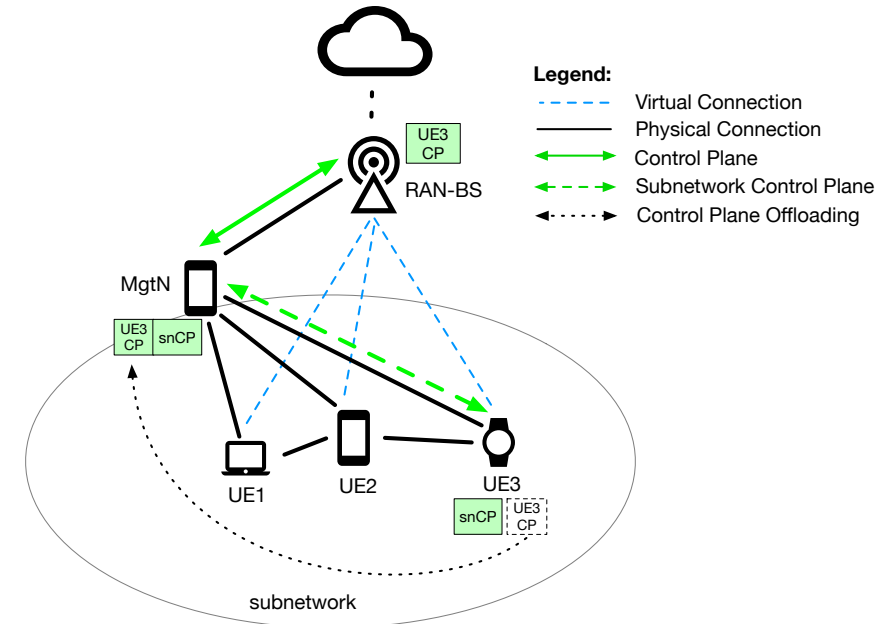 Legend:
Virtual Connection
Physical Connection
Control Plane
Subnetwork Control Plane
Control Plane Offloading
UE3
CP
RAN-BS
MgtN
UE3
CP
snCP
UE1
UE2
UE3
snCP
UE3
CP
subnetwork